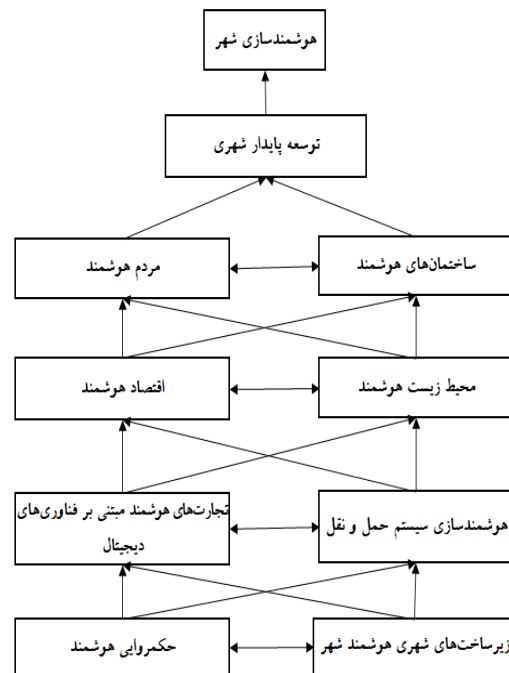 هوشمندسازی شهر
توسعه پایدار شهری
ساختمان‌های هوشمند
مردم هوشمند
محیط زیست هوشمند
اقتصاد هوشمند
هوشمندسازی سیستم حمل و نقل
تجارت‌های هوشمند مبتنی بر فناوری‌های
دیجیتال
زیرساخت‌های شهری هوشمند شهر
حکمروایی هوشمند